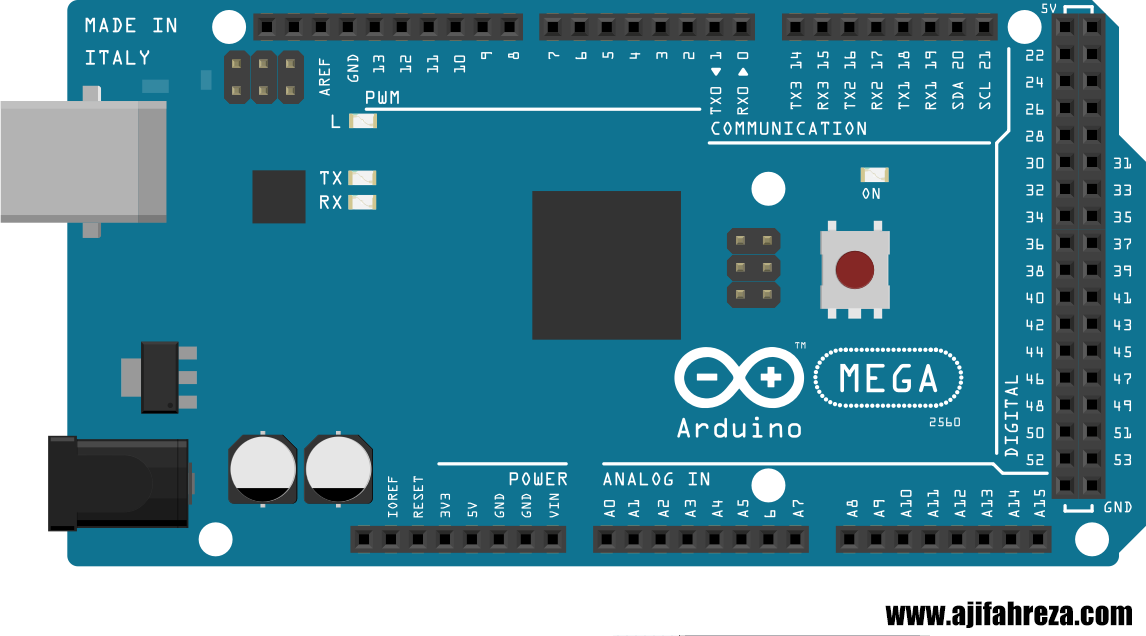 MADE IN
ITALY
AREF GND 13 12 11 10 9 8
7 6 5 4 3 2 TX0 1 RX0 0
TX3 14 RX3 15 TX2 16 RX2 17 TX1 18 RX1 19 SDA 20 SCL 21
5V
PWM
COMMUNICATION
L
TX
RX
ON
22
24
26
28
30 31
32 33
34 35
36 37
38 39
40 41
42 43
44 45
46 47
48 49
50 51
52 53
GND
DIGITAL
TM
MEGA
Arduino
2560
POWER
ANALOG IN
IOREF RESET 3V3 5V GND GND VIN
A0 A1 A2 A3 A4 A5 6 A7
A8 A9 A10 A11 A12 A13 A14 A15
www.ajifahreza.com